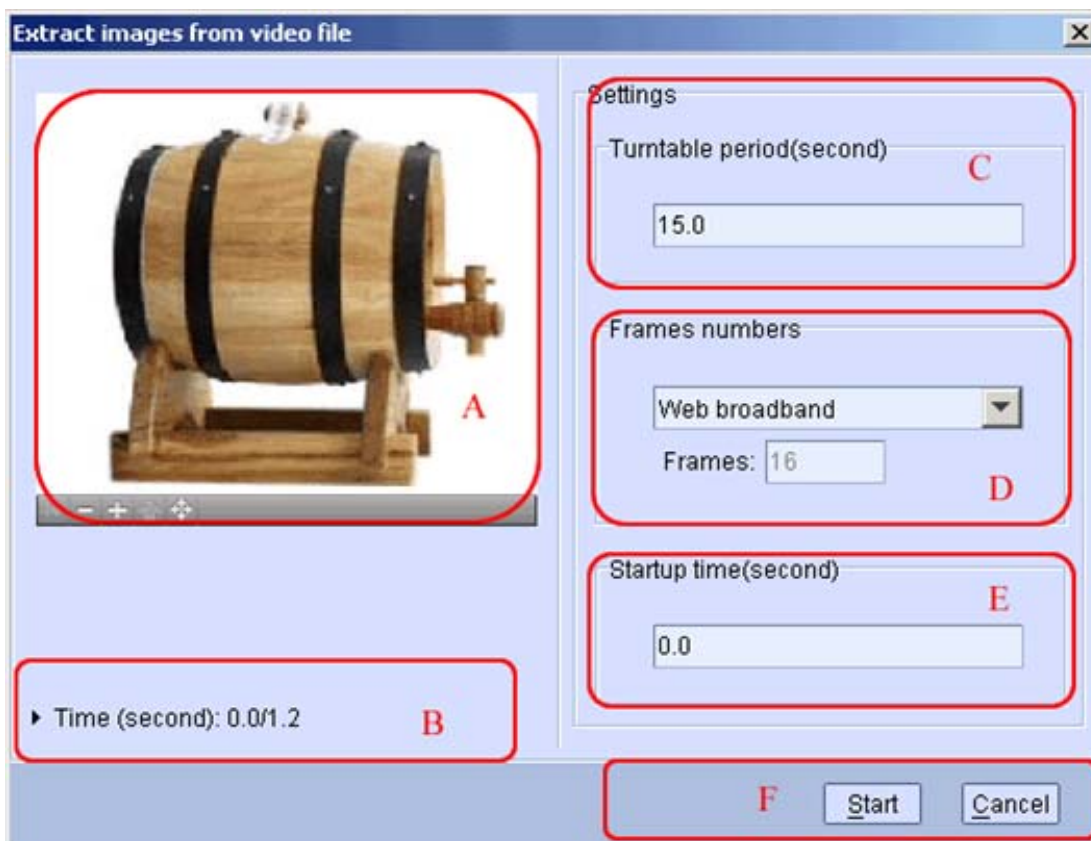 Extract images from video file
A
Time (second): 0.0/1.2
B
Settings
Turntable period(second)
C
15.0
Frames numbers
Web broadband
Frames: 16
D
Startup time(second)
E
0.0
F
Start
Cancel